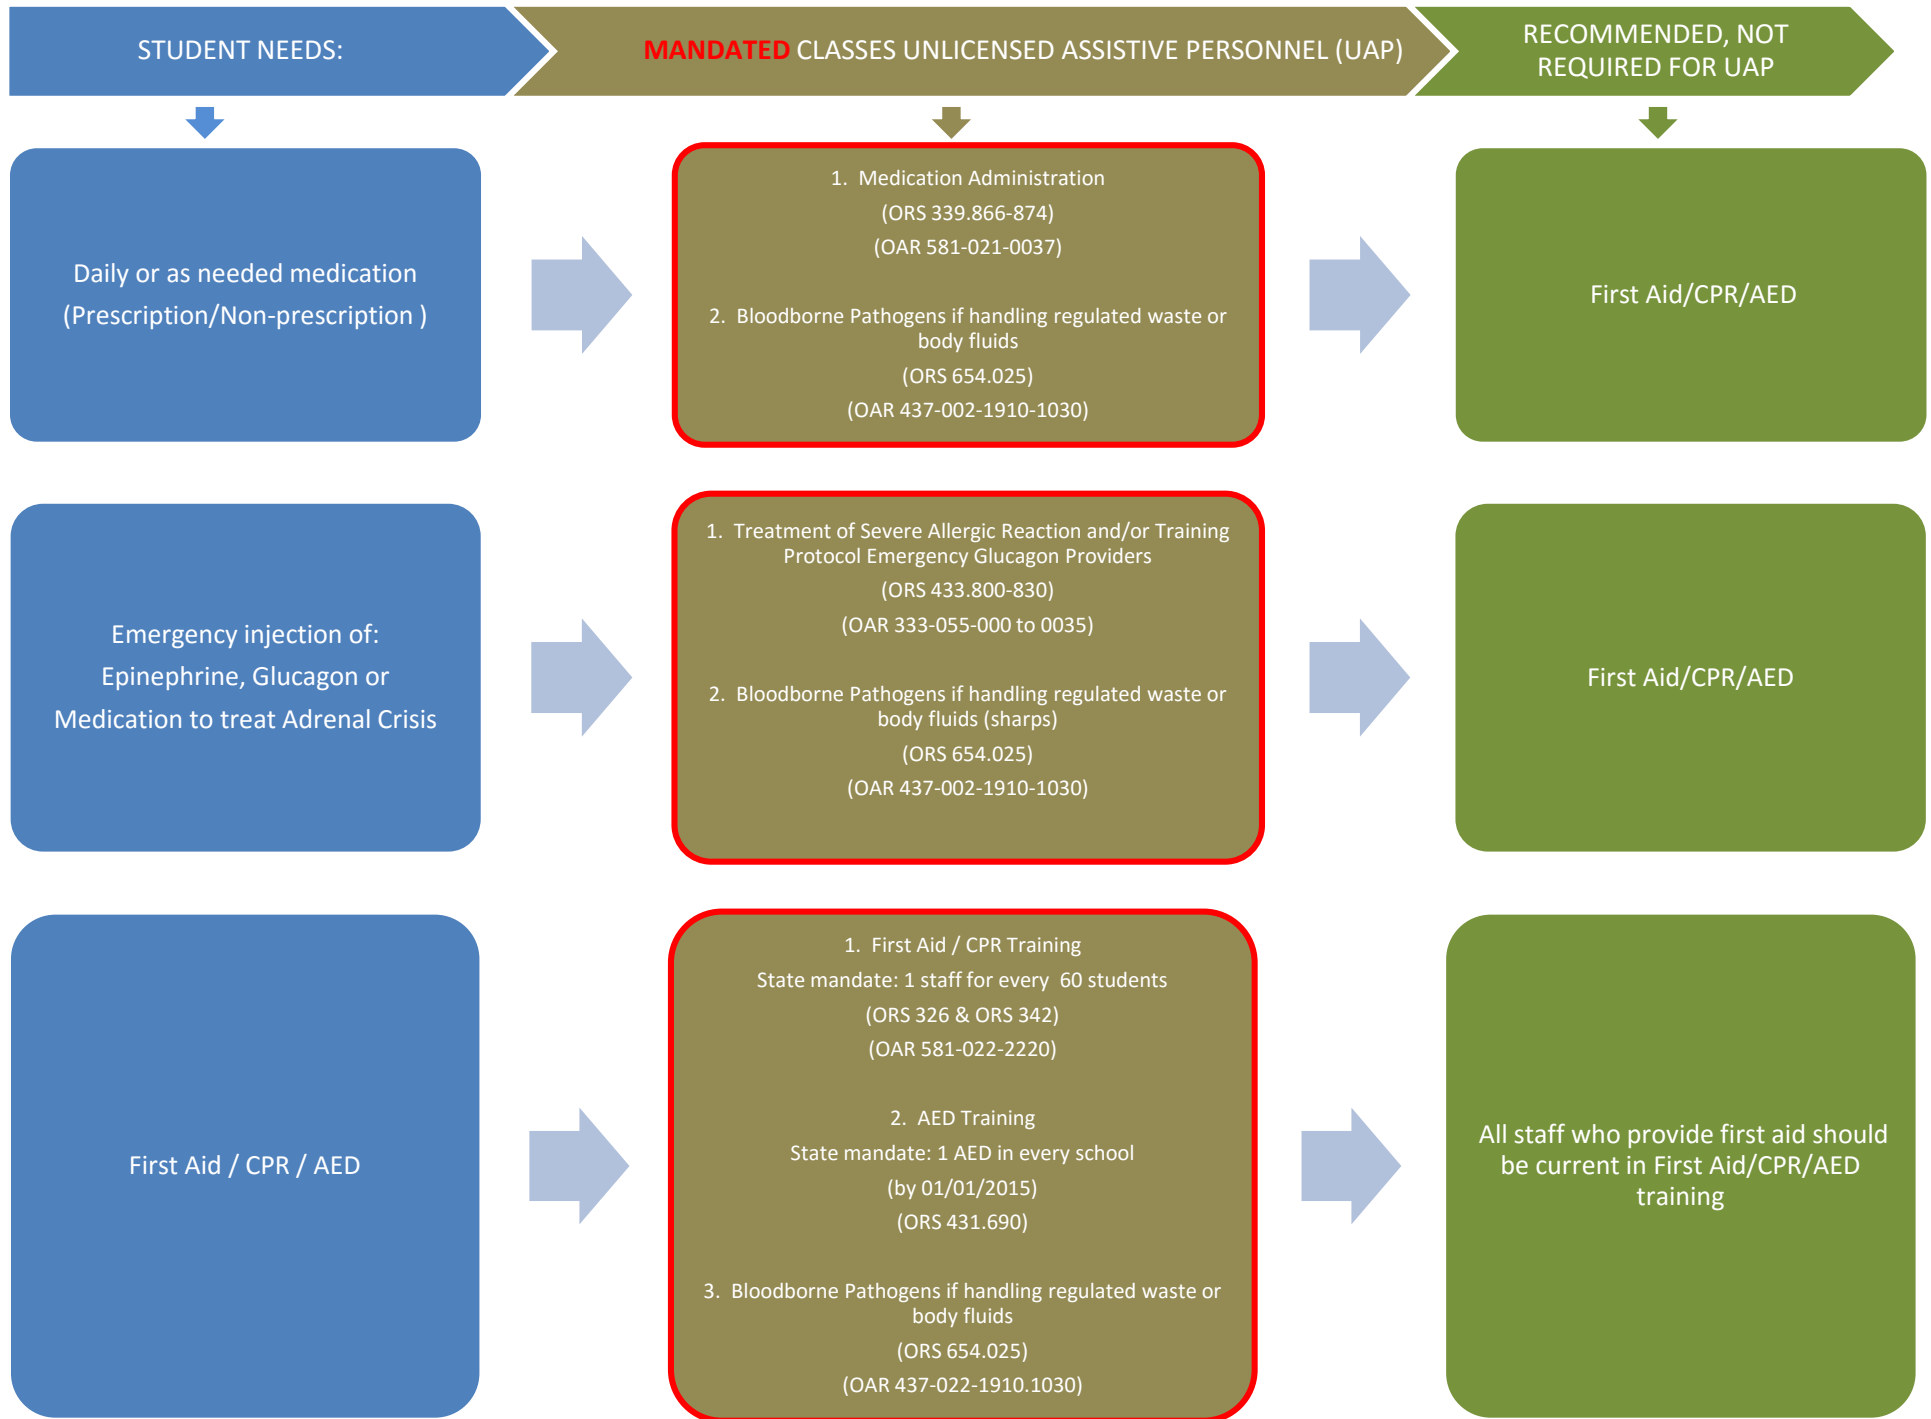 STUDENT NEEDS:
MANDATED CLASSES UNLICENSED ASSISTIVE PERSONNEL (UAP)
RECOMMENDED, NOT
REQUIRED FOR UAP
Daily or as needed medication
(Prescription/Non-prescription )
1. Medication Administration
(ORS 339.866-874)
(OAR 581-021-0037)
2. Bloodborne Pathogens if handling regulated waste or
body fluids
(ORS 654.025)
(OAR 437-002-1910-1030)
First Aid/CPR/AED
Emergency injection of:
Epinephrine, Glucagon or
Medication to treat Adrenal Crisis
1. Treatment of Severe Allergic Reaction and/or Training
Protocol Emergency Glucagon Providers
(ORS 433.800-830)
(OAR 333-055-000 to 0035)
2. Bloodborne Pathogens if handling regulated waste or
body fluids (sharps)
(ORS 654.025)
(OAR 437-002-1910-1030)
First Aid/CPR/AED
First Aid / CPR / AED
1. First Aid / CPR Training
State mandate: 1 staff for every 60 students
(ORS 326 & ORS 342)
(OAR 581-022-2220)
2. AED Training
State mandate: 1 AED in every school
(by 01/01/2015)
(ORS 431.690)
3. Bloodborne Pathogens if handling regulated waste or
body fluids
(ORS 654.025)
(OAR 437-022-1910.1030)
All staff who provide first aid should
be current in First Aid/CPR/AED
training